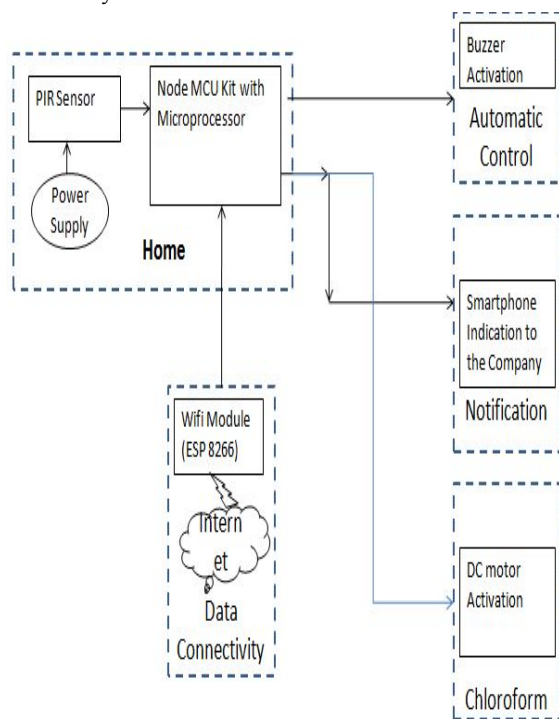 Buzzer
Activation
Automatic
Control
PIR Sensor
Node MCU Kit with
Microprocessor
Power
Supply
Home
Smartphone
Indication to
the Company
Notification
Wifi Module
(ESP 8266)
Intern
et
Data
Connectivity
DC motor
Activation
Chloroform